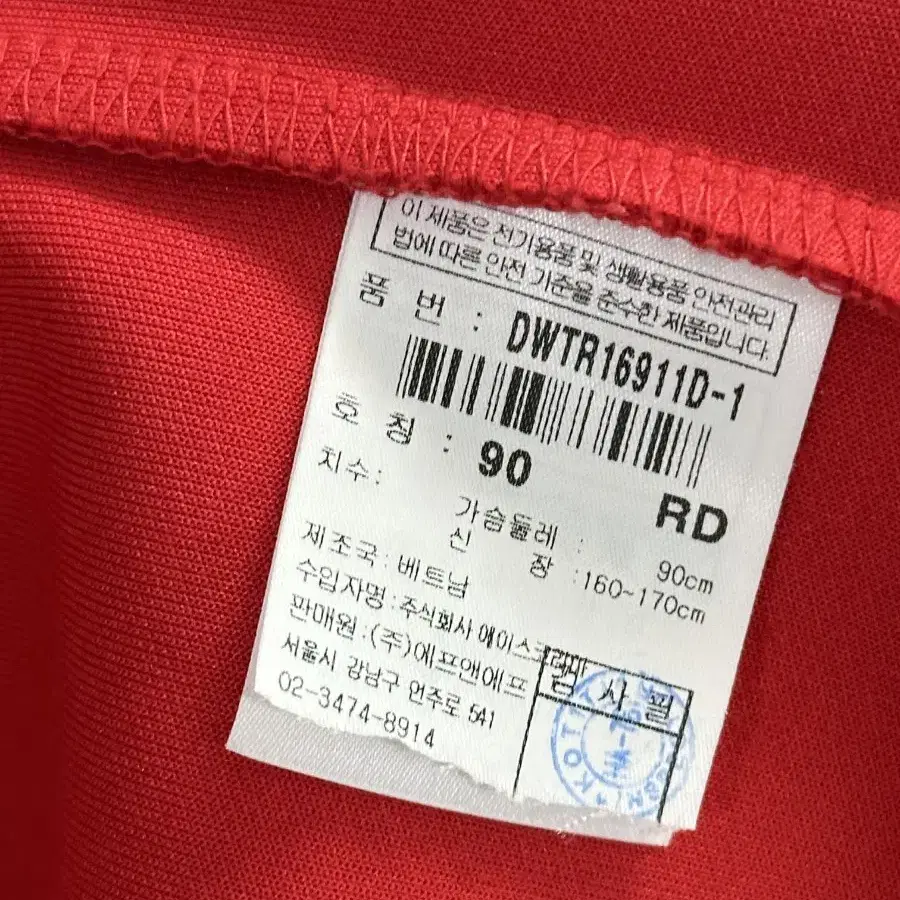 이 제품은 전기용품 및 생활용품 안전관리
법에 따른 안전 기준을 준수한 제품입니다.
품 번 : DWTR16911D-1
호 칭 : 90 RD
치수:
가슴둘레 : 90cm
신 장 :160~170cm
제조국:베트남
수입자명:주식회사 에이스
판매원:(주)에프앤에프
서울시 강남구 언주로 541
02-3474-8914
검 사 필
KOTI